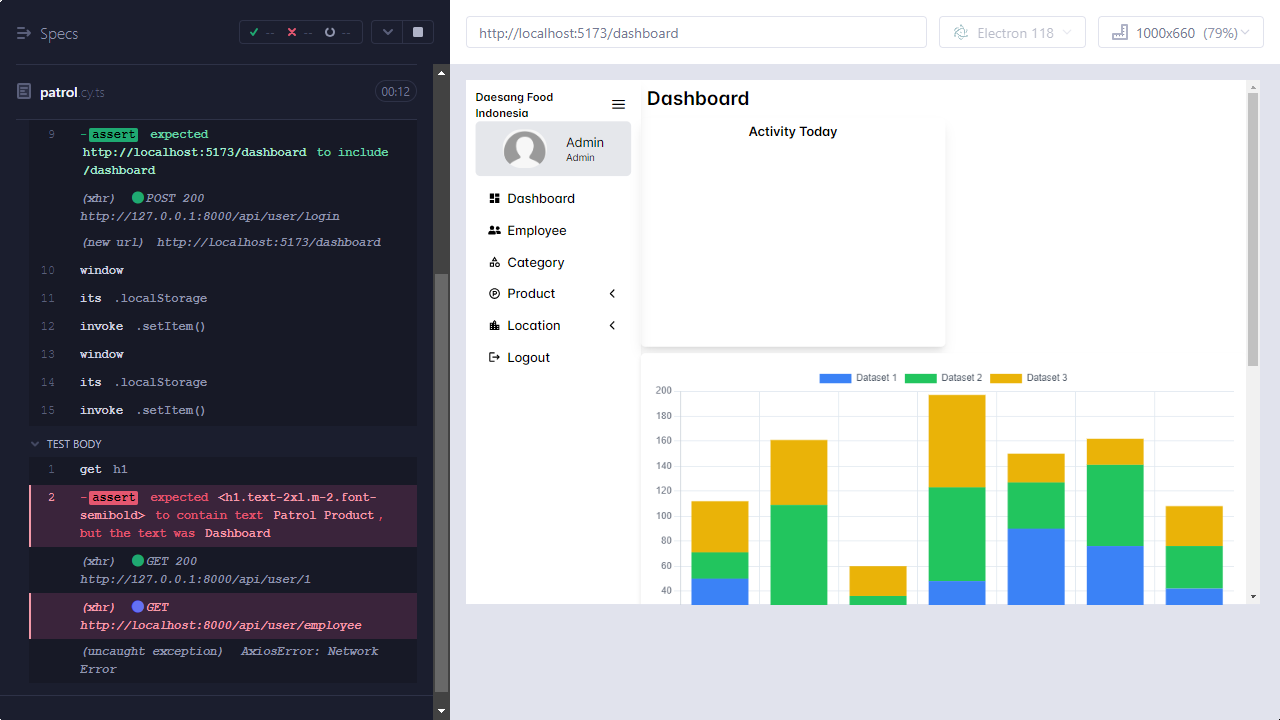 Specs
-- -- --
patrol.cy.ts 00:12
9 -assert expected
http://localhost:5173/dashboard to include
/dashboard
(xhr) POST 200
http://127.0.0.1:8000/api/user/login
(new url) http://localhost:5173/dashboard
10 window
11 its .localStorage
12 invoke .setItem()
13 window
14 its .localStorage
15 invoke .setItem()
TEST BODY
1 get h1
2 -assert expected <h1.text-2xl.m-2.font-
semibold> to contain text Patrol Product,
but the text was Dashboard
(xhr) GET 200
http://127.0.0.1:8000/api/user/1
(xhr) GET
http://localhost:8000/api/user/employee
(uncaught exception) AxiosError: Network
Error
http://localhost:5173/dashboard
Electron 118
1000x660 (79%)
Daesang Food
Indonesia
Admin
Admin
Dashboard
Employee
Category
Product
Location
Logout
Dashboard
Activity Today
Dataset 1 Dataset 2 Dataset 3
200
180
160
140
120
100
80
60
40